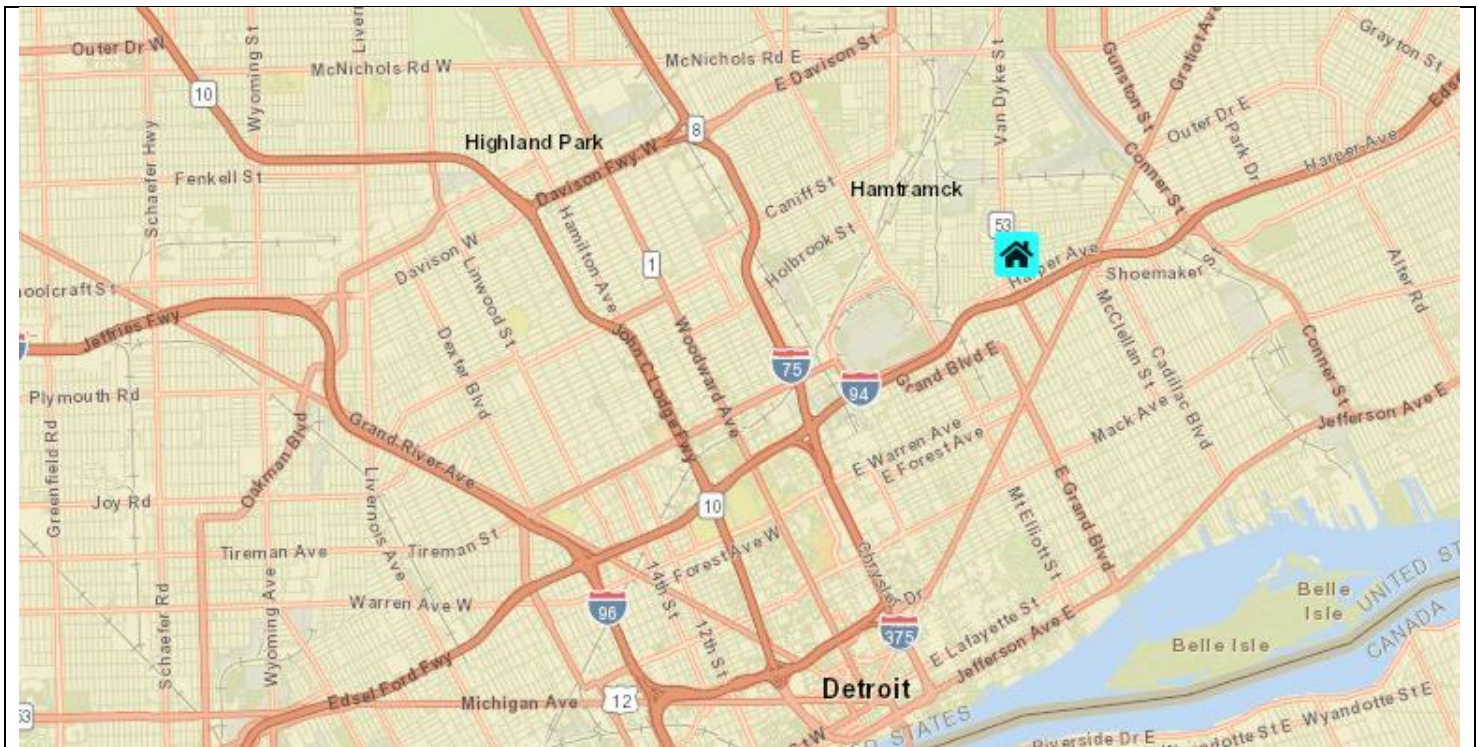 Outer Dr W
Wyoming St
McNichols Rd W
McNichols Rd E
E Davison St
Van Dyke St
Gunston St
Gratiot Ave
Grayton St
10
8
Highland Park
Schaefer Hwy
Fenkell St
Davison Fwy W
Caniff St
Hamtramck
Conner St
Outer Dr E
Park Dr
Harper Ave
53
Hamilton Ave
Holbrook St
Davison W
Linwood St
1
Harper Ave
Shoemaker St
Alter Rd
oolcraft St
Jeffries Fwy
Dexter Blvd
John C Lodge Fwy
Woodward Ave
75
94
Grand Blvd E
McClellan St
Cadillac Blvd
Conner St
Plymouth Rd
Grand River Ave
Mack Ave
Jefferson Ave E
Greenfield Rd
Oakman Blvd
E Warren Ave
E Forest Ave
Joy Rd
Livernois Ave
10
Mt Elliott St
E Grand Blvd
Tireman Ave
Tireman St
Forest Ave W
Chrysler Dr
Belle
Isle
UNITED ST
CANADA
Schaefer Rd
Wyoming Ave
Warren Ave W
96
14th St
12th St
375
E Lafayette St
Jefferson Ave E
Belle Isle
Edsel Ford Fwy
Michigan Ave
12
Detroit
53
STATES
Riverside Dr E
Wyandotte St E
Wyandotte St E